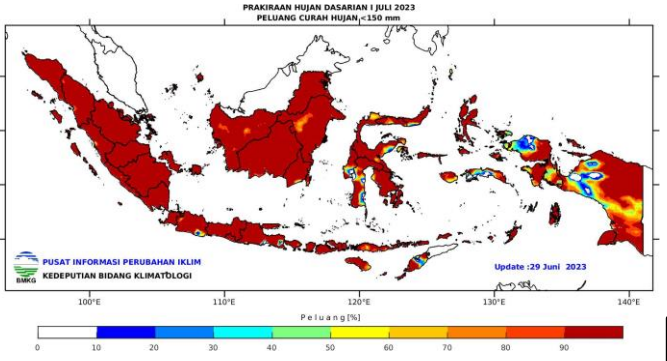 PRAKIRAAN HUJAN DASARIAN I JULI 2023
PELUANG CURAH HUJAN <150 mm
PUSAT INFORMASI PERUBAHAN IKLIM
KEDEPUTIAN BIDANG KLIMATOLOGI
BMKG
Update :29 Juni 2023
100°E 110°E 120°E 130°E 140°E
Peluang[%]
0 10 20 30 40 50 60 70 80 90